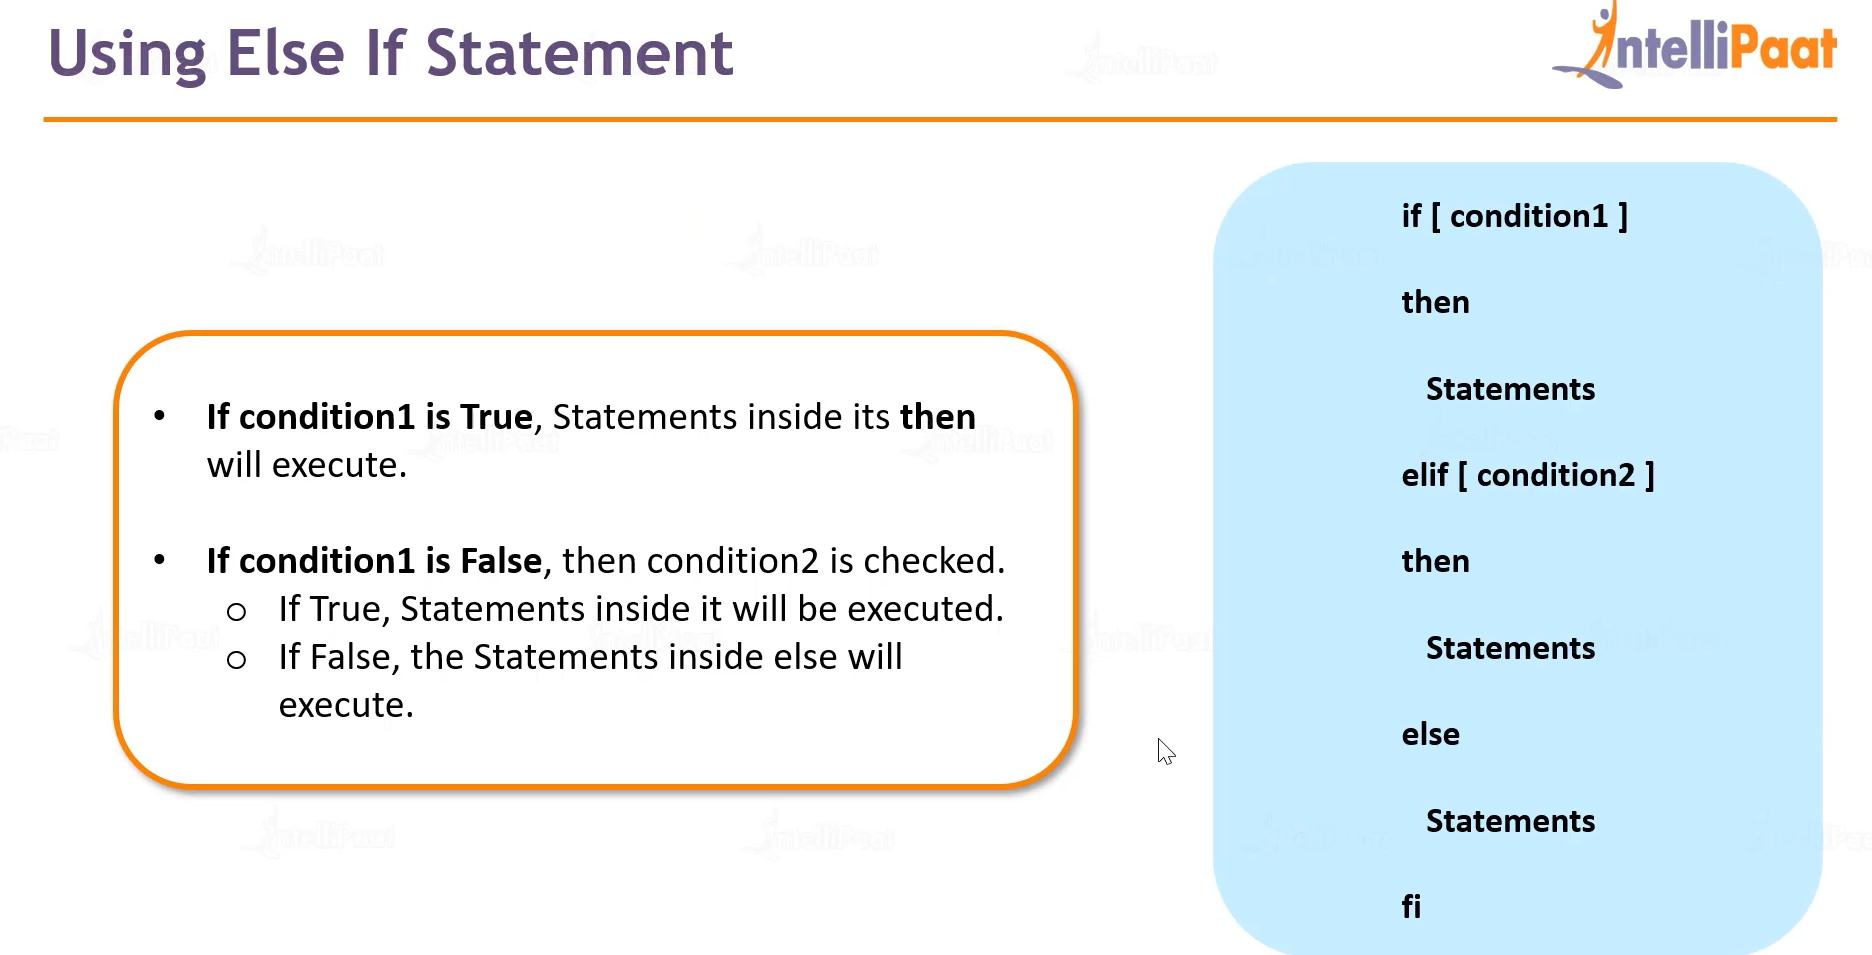 Using Else If Statement
IntelliPaat
• If condition1 is True, Statements inside its then
will execute.
• If condition1 is False, then condition2 is checked.
o If True, Statements inside it will be executed.
o If False, the Statements inside else will
execute.
if [ condition1 ]
then
Statements
elif [ condition2 ]
then
Statements
else
Statements
fi